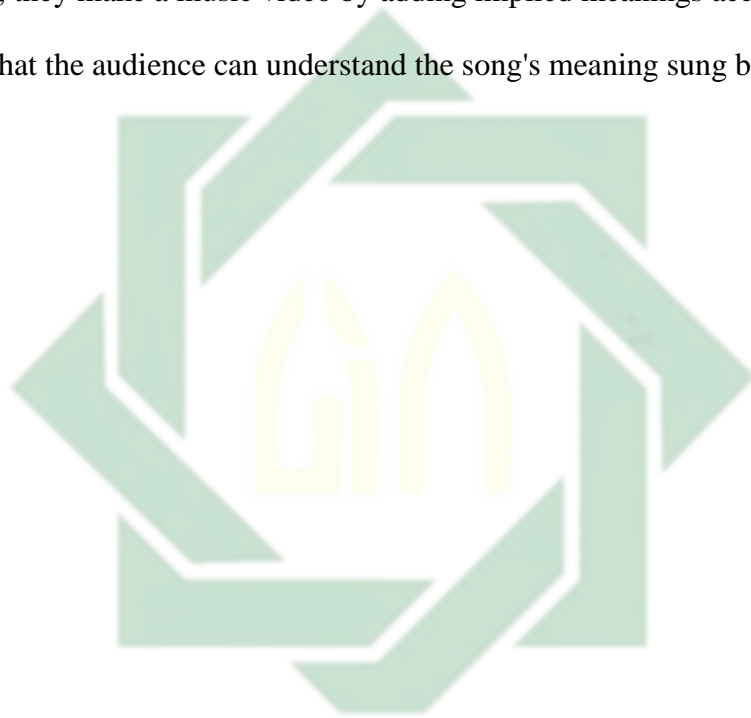 they make a music video by adding implied meanings
hat the audience can understand the song's meaning sung b